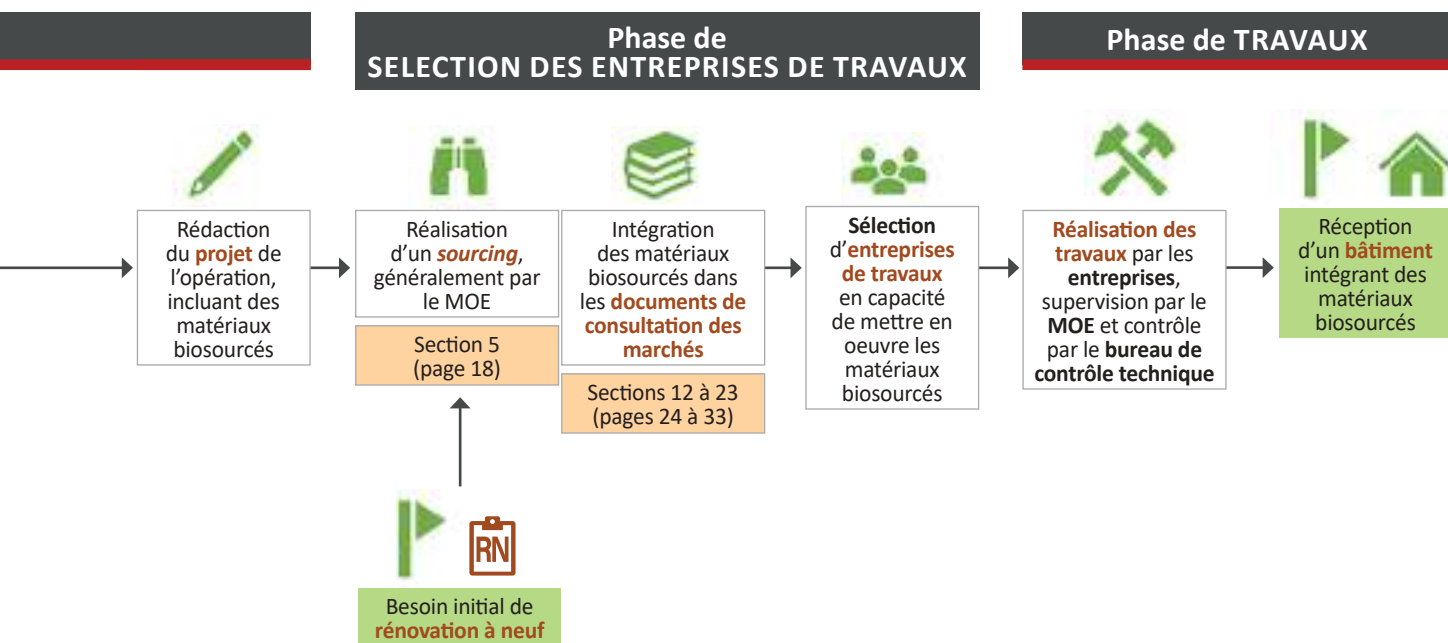 Phase de
SELECTION DES ENTREPRISES DE TRAVAUX
Phase de TRAVAUX
Rédaction
du projet de
l'opération,
incluant des
matériaux
biosourcés
Réalisation
d'un sourcing,
généralement par
le MOE
Section 5
(page 18)
Intégration
des matériaux
biosourcés dans
les documents de
consultation des
marchés
Sections 12 à 23
(pages 24 à 33)
Sélection
d'entreprises
de travaux
en capacité
de mettre en
oeuvre les
matériaux
biosourcés
Réalisation des
travaux par les
entreprises,
supervision par le
MOE et contrôle
par le bureau de
contrôle technique
Réception
d'un bâtiment
intégrant des
matériaux
biosourcés
RN
Besoin initial de
rénovation à neuf